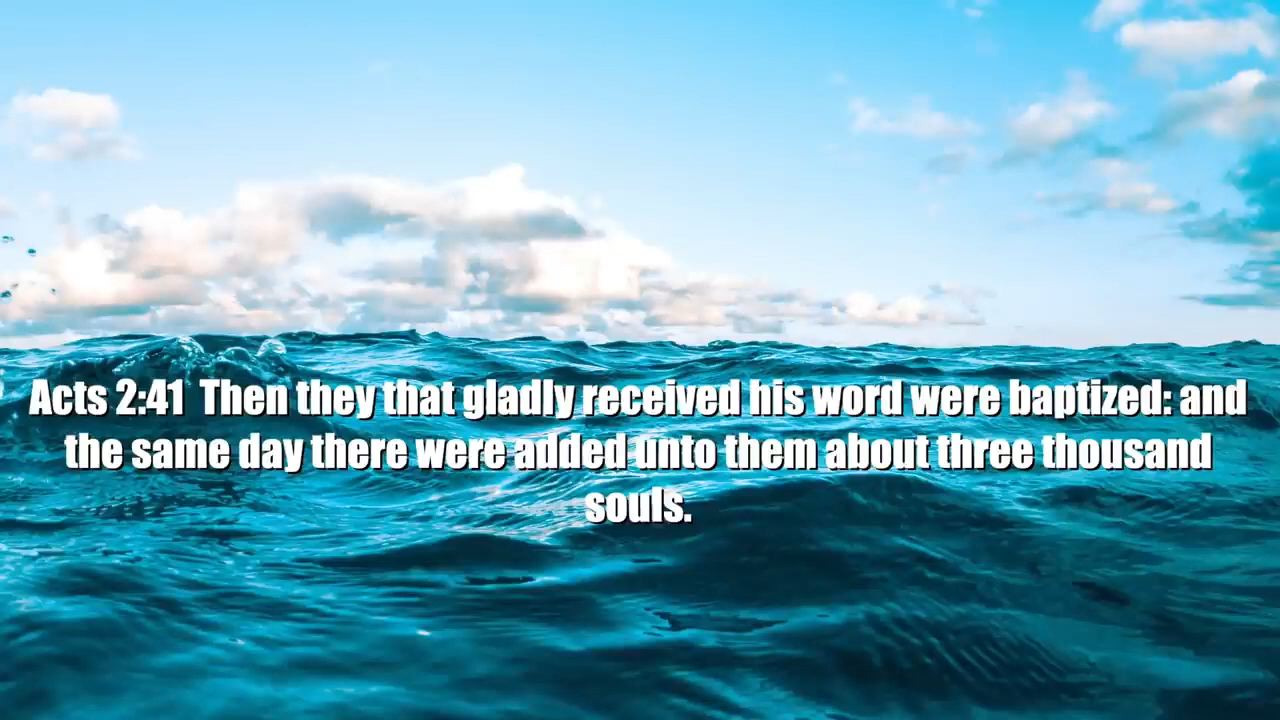 Acts 2:41  Then they that gladly received his word were baptized: and
the same day there were added unto them about three thousand
souls.